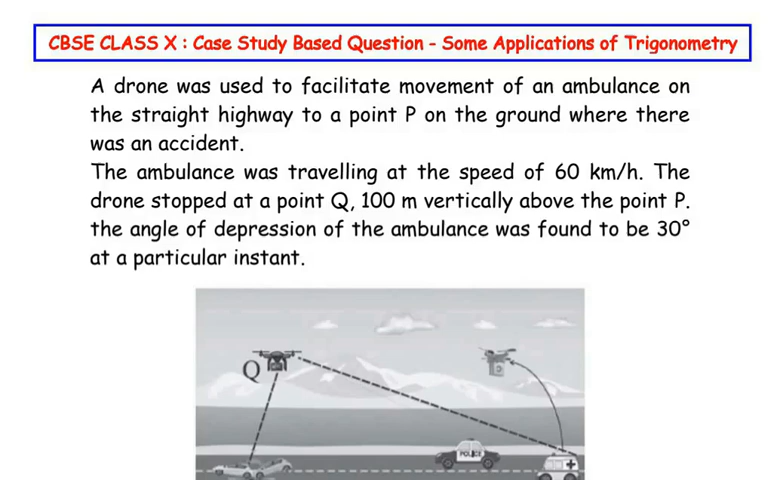 CBSE CLASS X : Case Study Based Question - Some Applications of Trigonometry
A drone was used to facilitate movement of an ambulance on
the straight highway to a point P on the ground where there
was an accident.
The ambulance was travelling at the speed of 60 km/h. The
drone stopped at a point Q, 100 m vertically above the point P.
the angle of depression of the ambulance was found to be 30°
at a particular instant.
Q
POLICE